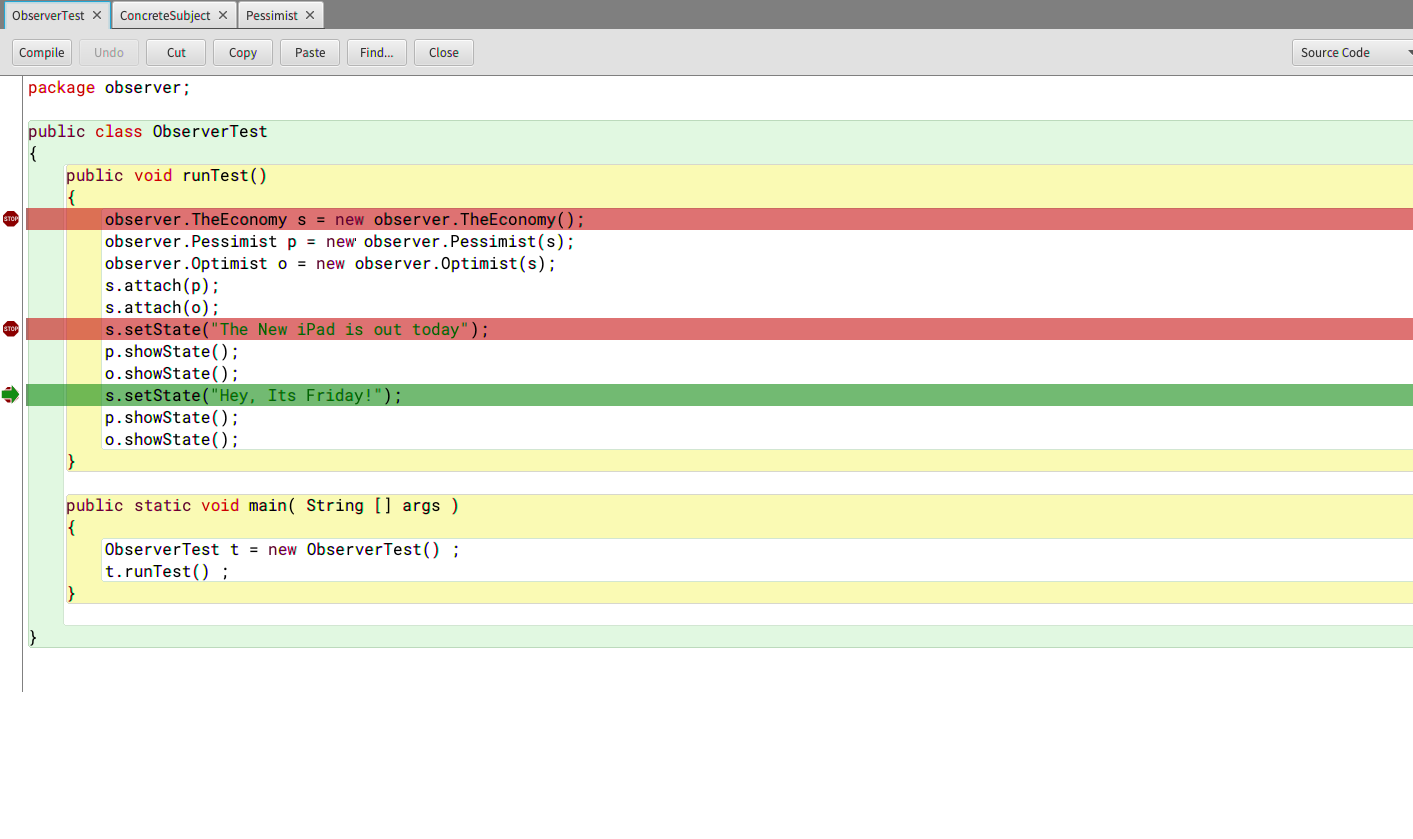 ObserverTest ConcreteSubject Pessimist
Compile Undo Cut Copy Paste Find... Close Source Code
package observer;
public class ObserverTest
{
public void runTest()
{
STOP observer.TheEconomy s = new observer.TheEconomy();
observer.Pessimist p = new observer.Pessimist(s);
observer.Optimist o = new observer.Optimist(s);
s.attach(p);
s.attach(o);
STOP s.setState("The New iPad is out today");
p.showState();
o.showState();
s.setState("Hey, Its Friday!");
p.showState();
o.showState();
}
public static void main( String [] args )
{
ObserverTest t = new ObserverTest() ;
t.runTest() ;
}
}